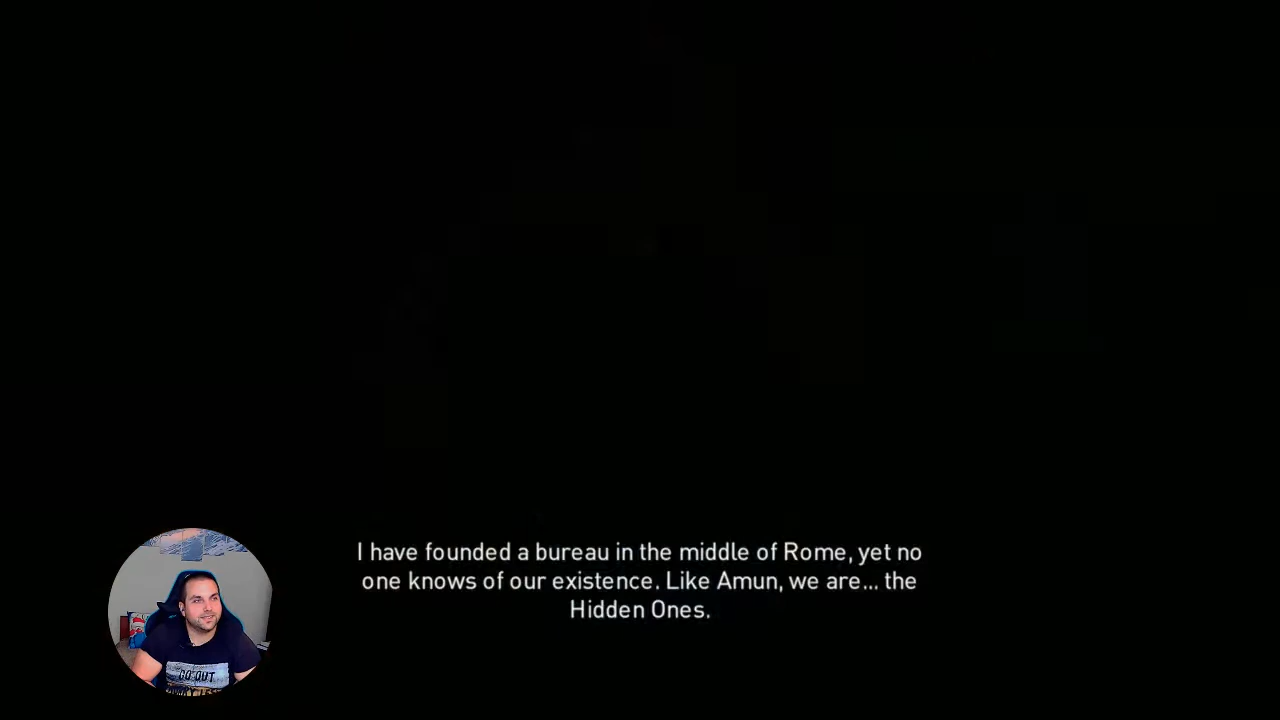 I have founded a bureau in the middle of Rome, yet no
one knows of our existence. Like Amun, we are... the
Hidden Ones.
GO OUT